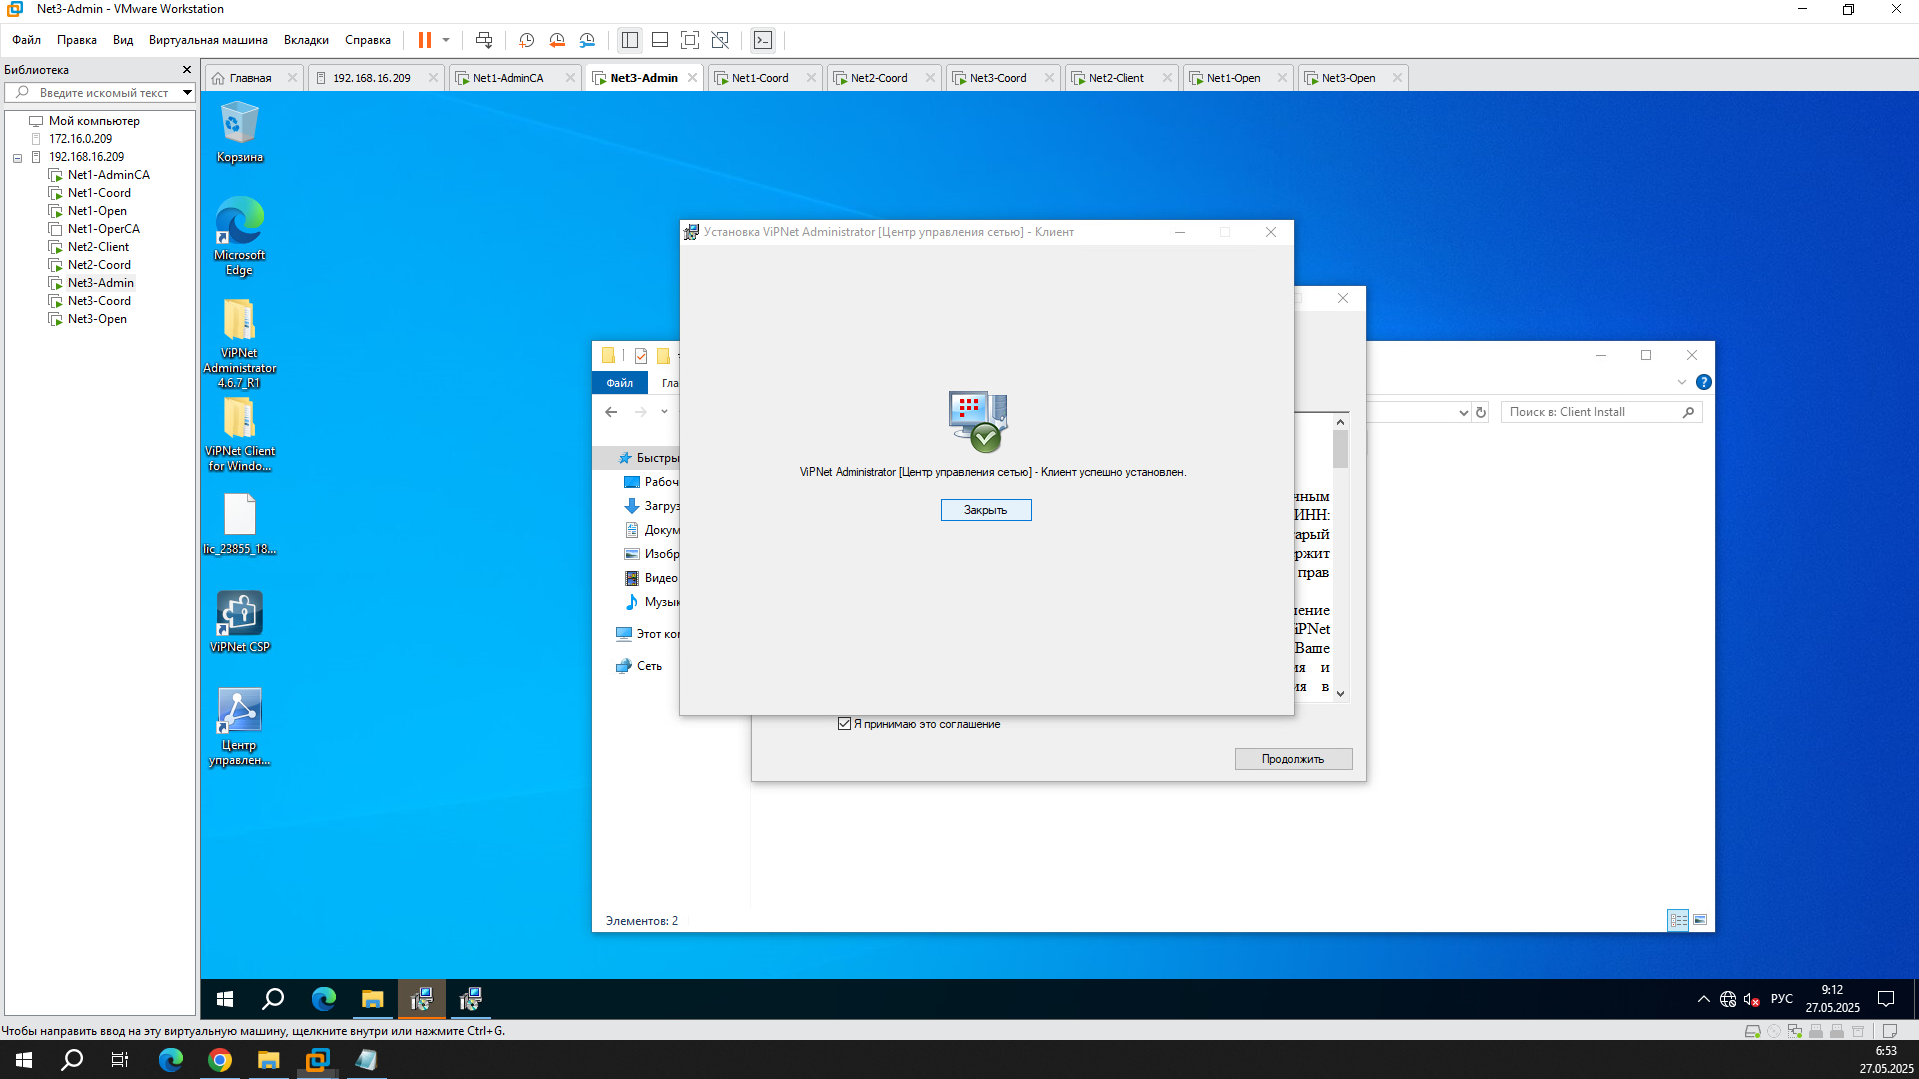 Net3-Admin - VMware Workstation
Файл Правка Вид Виртуальная машина Вкладки Справка
Библиотека
Введите искомый текст
Мой компьютер
172.16.0.209
192.168.16.209
Net1-AdminCA
Net1-Coord
Net1-Open
Net1-OperCA
Net2-Client
Net2-Coord
Net3-Admin
Net3-Coord
Net3-Open
Главная 192.168.16.209 Net1-AdminCA Net3-Admin Net1-Coord Net2-Coord Net3-Coord Net2-Client Net1-Open Net3-Open
Корзина
Microsoft
Edge
ViPNet
Administrator
4.6.7_R1
ViPNet Client
for Windo...
lic_23855_18...
ViPNet CSP
Центр
управлен...
Установка ViPNet Administrator [Центр управления сетью] - Клиент
ViPNet Administrator [Центр управления сетью] - Клиент успешно установлен.
Закрыть
Файл Гла
Поиск в: Client Install
Быстры
Рабоч
Загруз
Докум
Изобр
Видео
Музык
Этот ко
Сеть
нным
ИНН:
арый
ержит
прав
ение
iPNet
Ваше
ия и
ия в
Я принимаю это соглашение
Продолжить
Элементов: 2
РУС
9:12
27.05.2025
Чтобы направить ввод на эту виртуальную машину, щелкните внутри или нажмите Ctrl+G.
6:53
27.05.2025